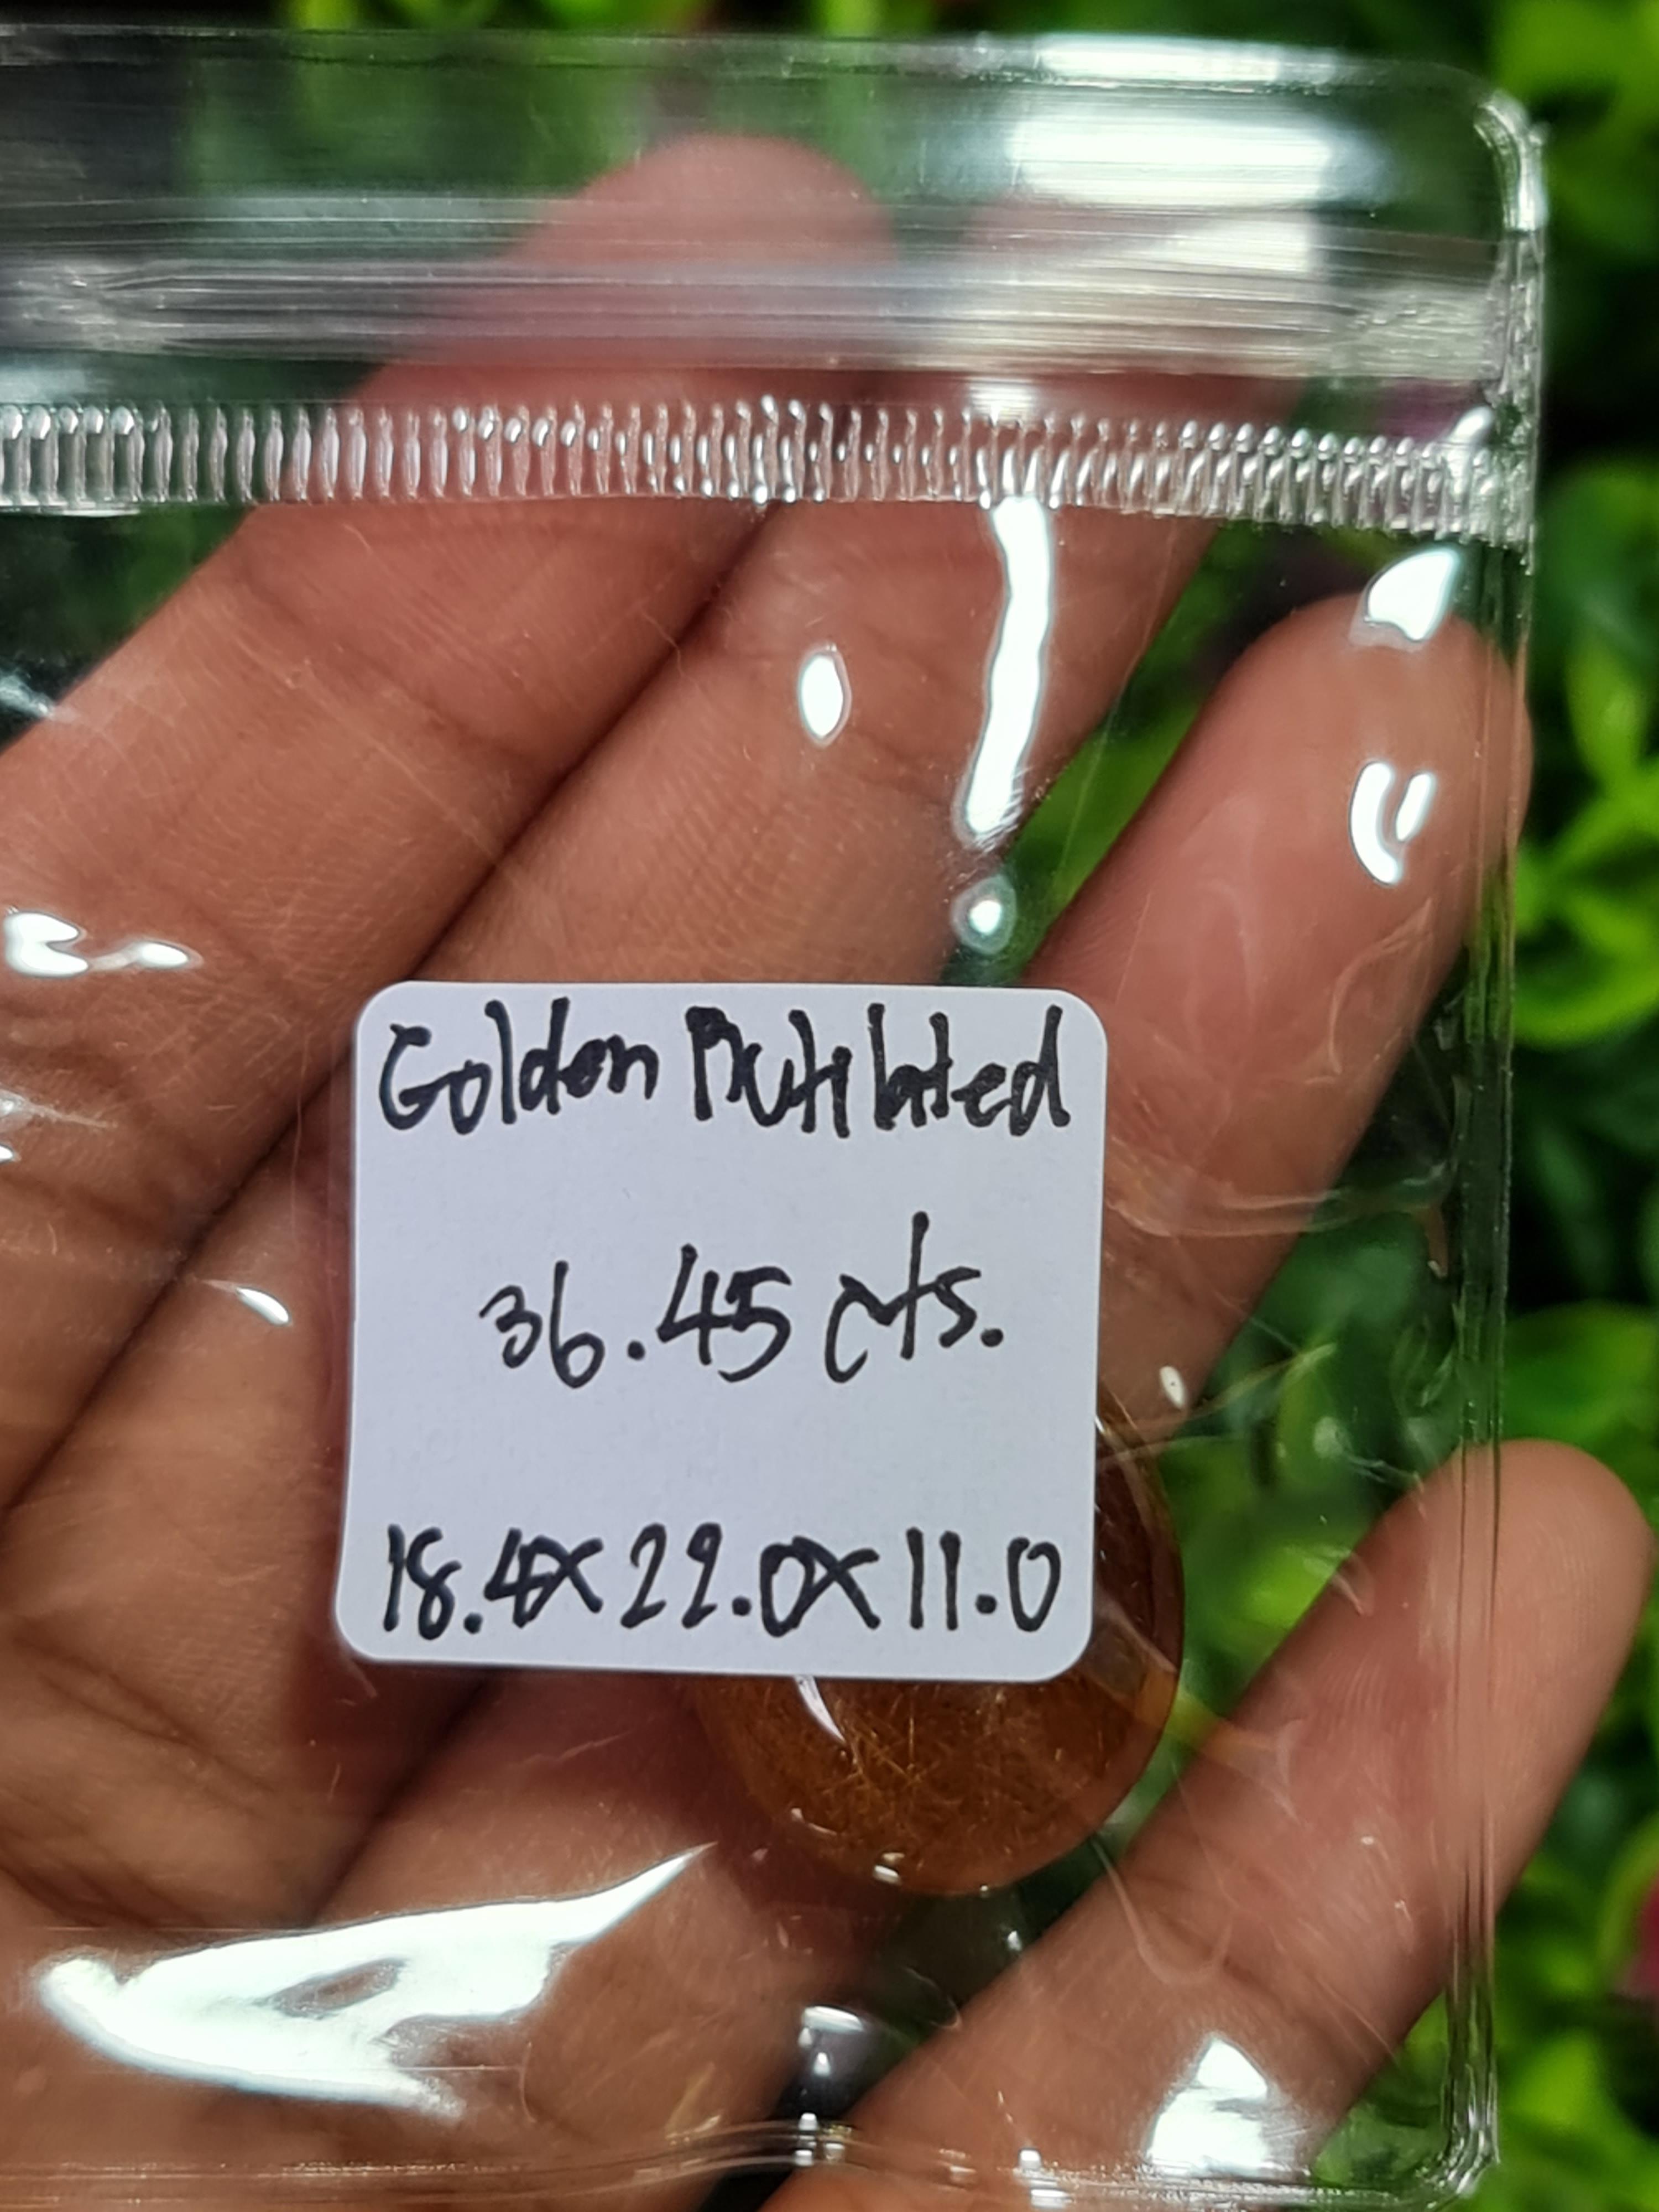 Golden Rutilated
36.45 cts.
18.4X22.0X11.0